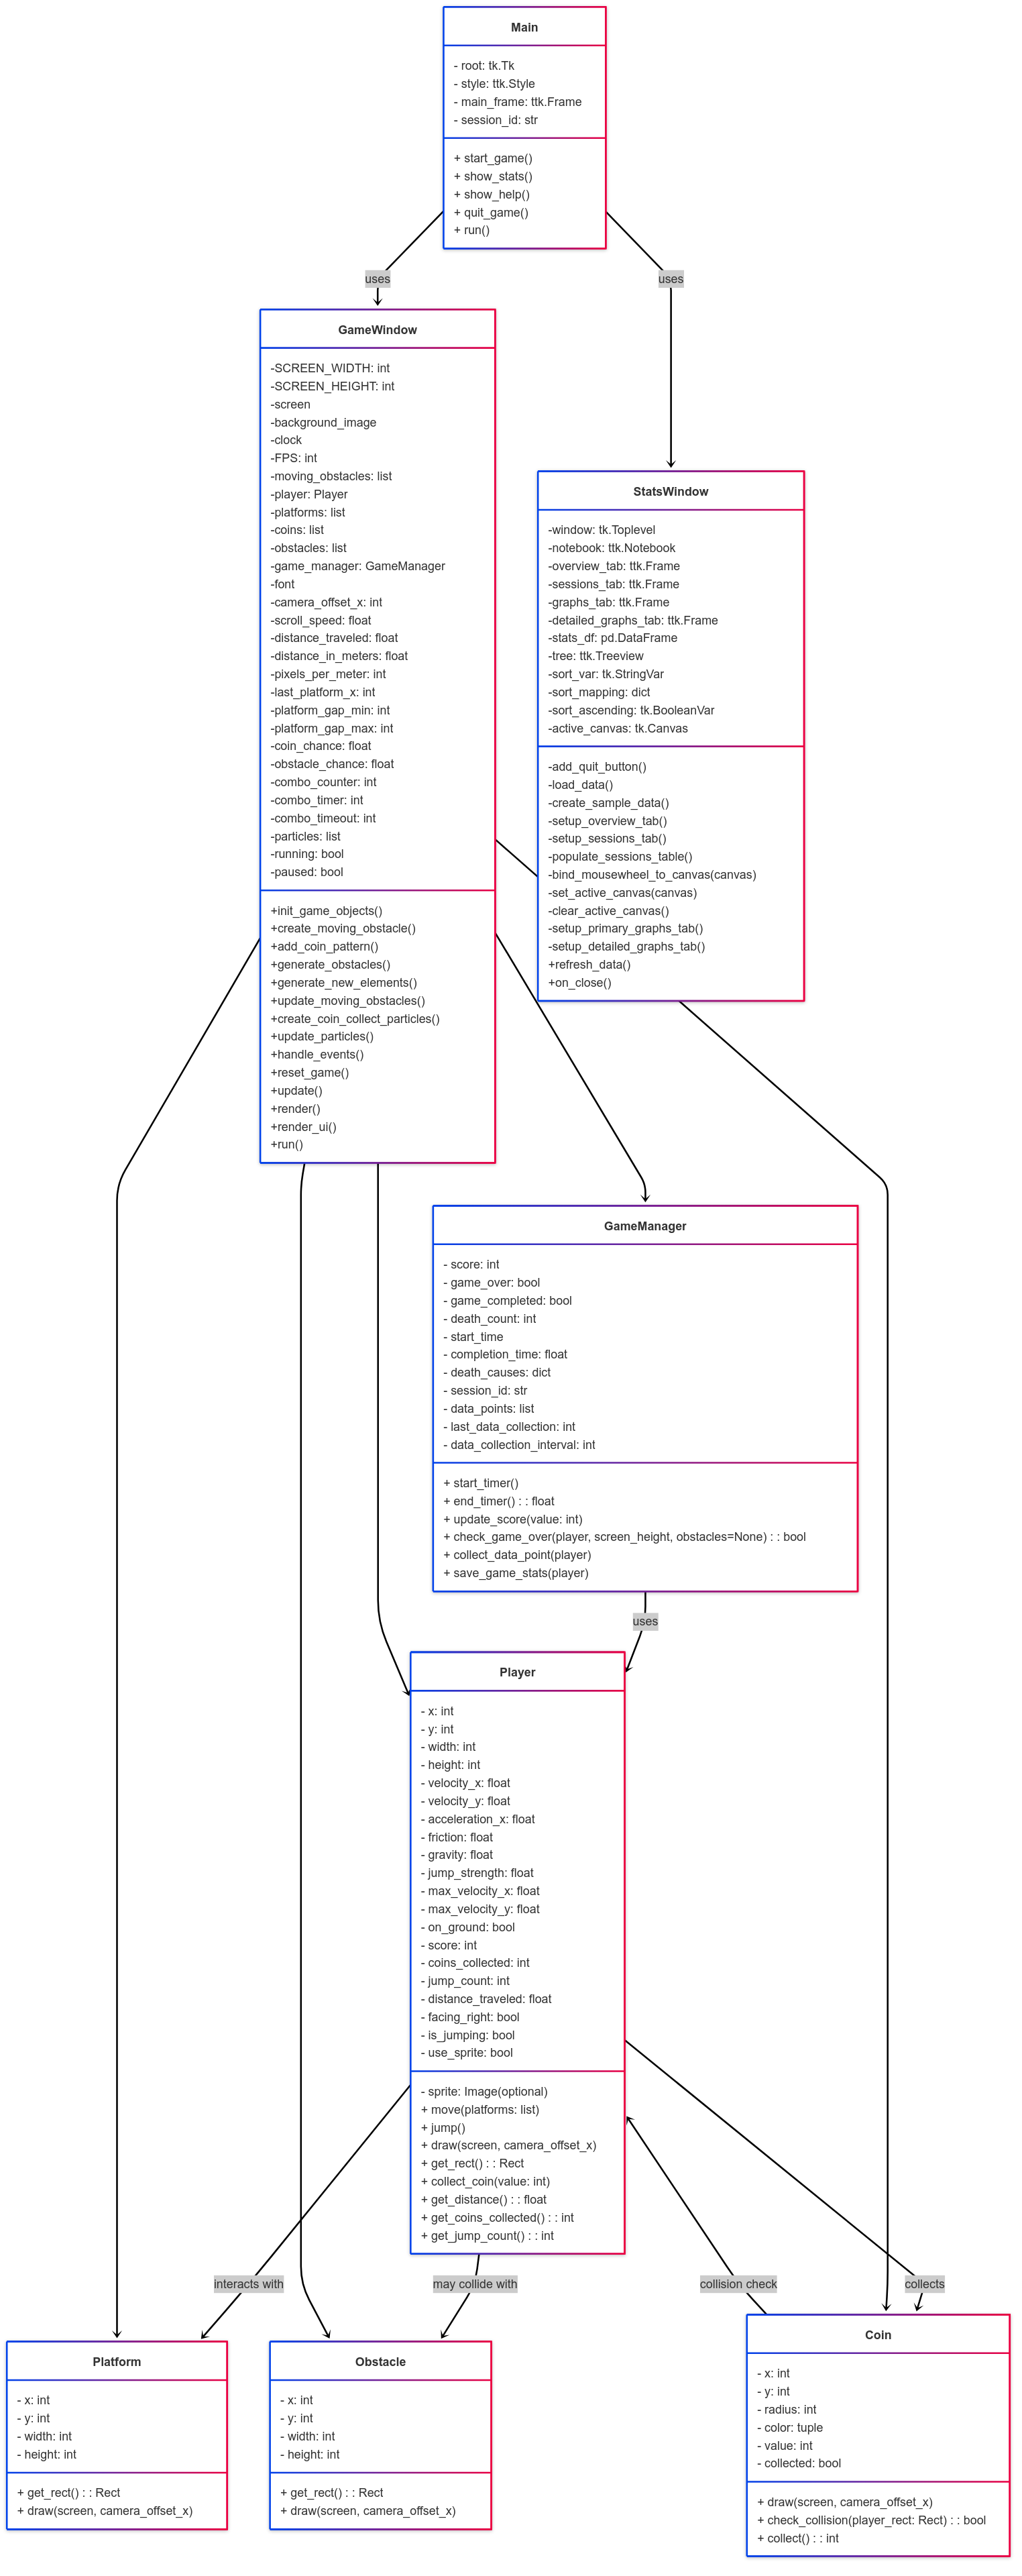 Main
- root: tk.Tk
- style: ttk.Style
- main_frame: ttk.Frame
- session_id: str
+ start_game()
+ show_stats()
+ show_help()
+ quit_game()
+ run()
uses
uses
GameWindow
-SCREEN_WIDTH: int
-SCREEN_HEIGHT: int
-screen
-background_image
-clock
-FPS: int
-moving_obstacles: list
-player: Player
-platforms: list
-coins: list
-obstacles: list
-game_manager: GameManager
-font
-camera_offset_x: int
-scroll_speed: float
-distance_traveled: float
-distance_in_meters: float
-pixels_per_meter: int
-last_platform_x: int
-platform_gap_min: int
-platform_gap_max: int
-coin_chance: float
-obstacle_chance: float
-combo_counter: int
-combo_timer: int
-combo_timeout: int
-particles: list
-running: bool
-paused: bool
+init_game_objects()
+create_moving_obstacle()
+add_coin_pattern()
+generate_obstacles()
+generate_new_elements()
+update_moving_obstacles()
+create_coin_collect_particles()
+update_particles()
+handle_events()
+reset_game()
+update()
+render()
+render_ui()
+run()
StatsWindow
-window: tk.Toplevel
-notebook: ttk.Notebook
-overview_tab: ttk.Frame
-sessions_tab: ttk.Frame
-graphs_tab: ttk.Frame
-detailed_graphs_tab: ttk.Frame
-stats_df: pd.DataFrame
-tree: ttk.Treeview
-sort_var: tk.StringVar
-sort_mapping: dict
-sort_ascending: tk.BooleanVar
-active_canvas: tk.Canvas
-add_quit_button()
-load_data()
-create_sample_data()
-setup_overview_tab()
-setup_sessions_tab()
-populate_sessions_table()
-bind_mousewheel_to_canvas(canvas)
-set_active_canvas(canvas)
-clear_active_canvas()
-setup_primary_graphs_tab()
-setup_detailed_graphs_tab()
+refresh_data()
+on_close()
GameManager
- score: int
- game_over: bool
- game_completed: bool
- death_count: int
- start_time
- completion_time: float
- death_causes: dict
- session_id: str
- data_points: list
- last_data_collection: int
- data_collection_interval: int
+ start_timer()
+ end_timer() : : float
+ update_score(value: int)
+ check_game_over(player, screen_height, obstacles=None) : : bool
+ collect_data_point(player)
+ save_game_stats(player)
uses
Player
- x: int
- y: int
- width: int
- height: int
- velocity_x: float
- velocity_y: float
- acceleration_x: float
- friction: float
- gravity: float
- jump_strength: float
- max_velocity_x: float
- max_velocity_y: float
- on_ground: bool
- score: int
- coins_collected: int
- jump_count: int
- distance_traveled: float
- facing_right: bool
- is_jumping: bool
- use_sprite: bool
- sprite: Image(optional)
+ move(platforms: list)
+ jump()
+ draw(screen, camera_offset_x)
+ get_rect() : : Rect
+ collect_coin(value: int)
+ get_distance() : : float
+ get_coins_collected() : : int
+ get_jump_count() : : int
interacts with
may collide with
collision check
collects
Platform
- x: int
- y: int
- width: int
- height: int
+ get_rect() : : Rect
+ draw(screen, camera_offset_x)
Obstacle
- x: int
- y: int
- width: int
- height: int
+ get_rect() : : Rect
+ draw(screen, camera_offset_x)
Coin
- x: int
- y: int
- radius: int
- color: tuple
- value: int
- collected: bool
+ draw(screen, camera_offset_x)
+ check_collision(player_rect: Rect) : : bool
+ collect() : : int